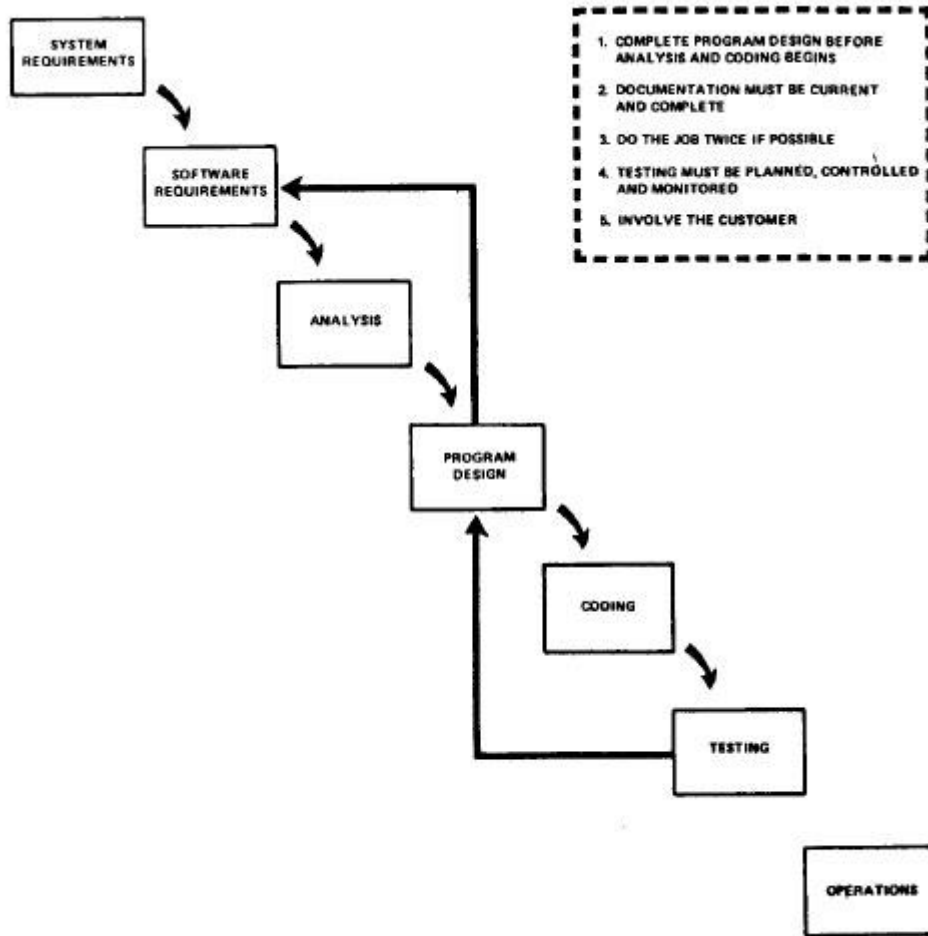 SYSTEM
REQUIREMENTS
1. COMPLETE PROGRAM DESIGN BEFORE
ANALYSIS AND CODING BEGINS
2. DOCUMENTATION MUST BE CURRENT
AND COMPLETE
3. DO THE JOB TWICE IF POSSIBLE
4. TESTING MUST BE PLANNED, CONTROLLED
AND MONITORED
5. INVOLVE THE CUSTOMER
SOFTWARE
REQUIREMENTS
ANALYSIS
PROGRAM
DESIGN
CODING
TESTING
OPERATIONS